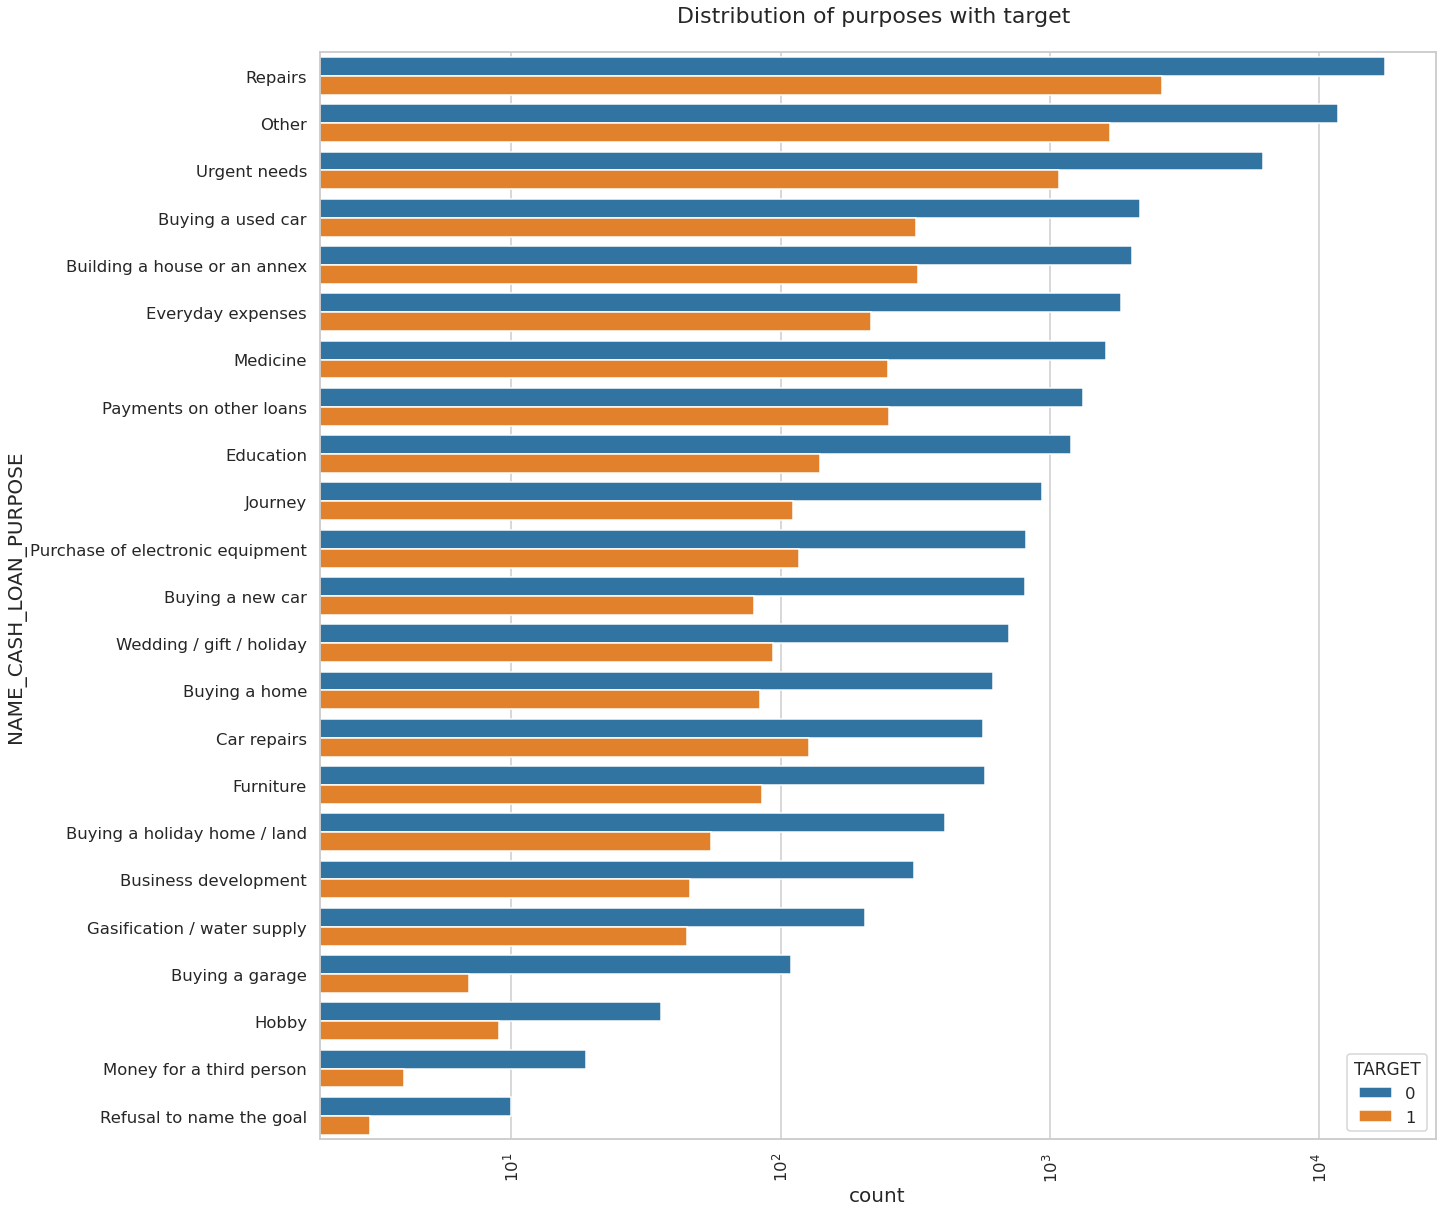 Distribution of purposes with target
NAME_CASH_LOAN_PURPOSE
Repairs
Other
Urgent needs
Buying a used car
Building a house or an annex
Everyday expenses
Medicine
Payments on other loans
Education
Journey
Purchase of electronic equipment
Buying a new car
Wedding / gift / holiday
Buying a home
Car repairs
Furniture
Buying a holiday home / land
Business development
Gasification / water supply
Buying a garage
Hobby
Money for a third person
Refusal to name the goal
TARGET
0
1
10¹
10²
10³
10⁴
count